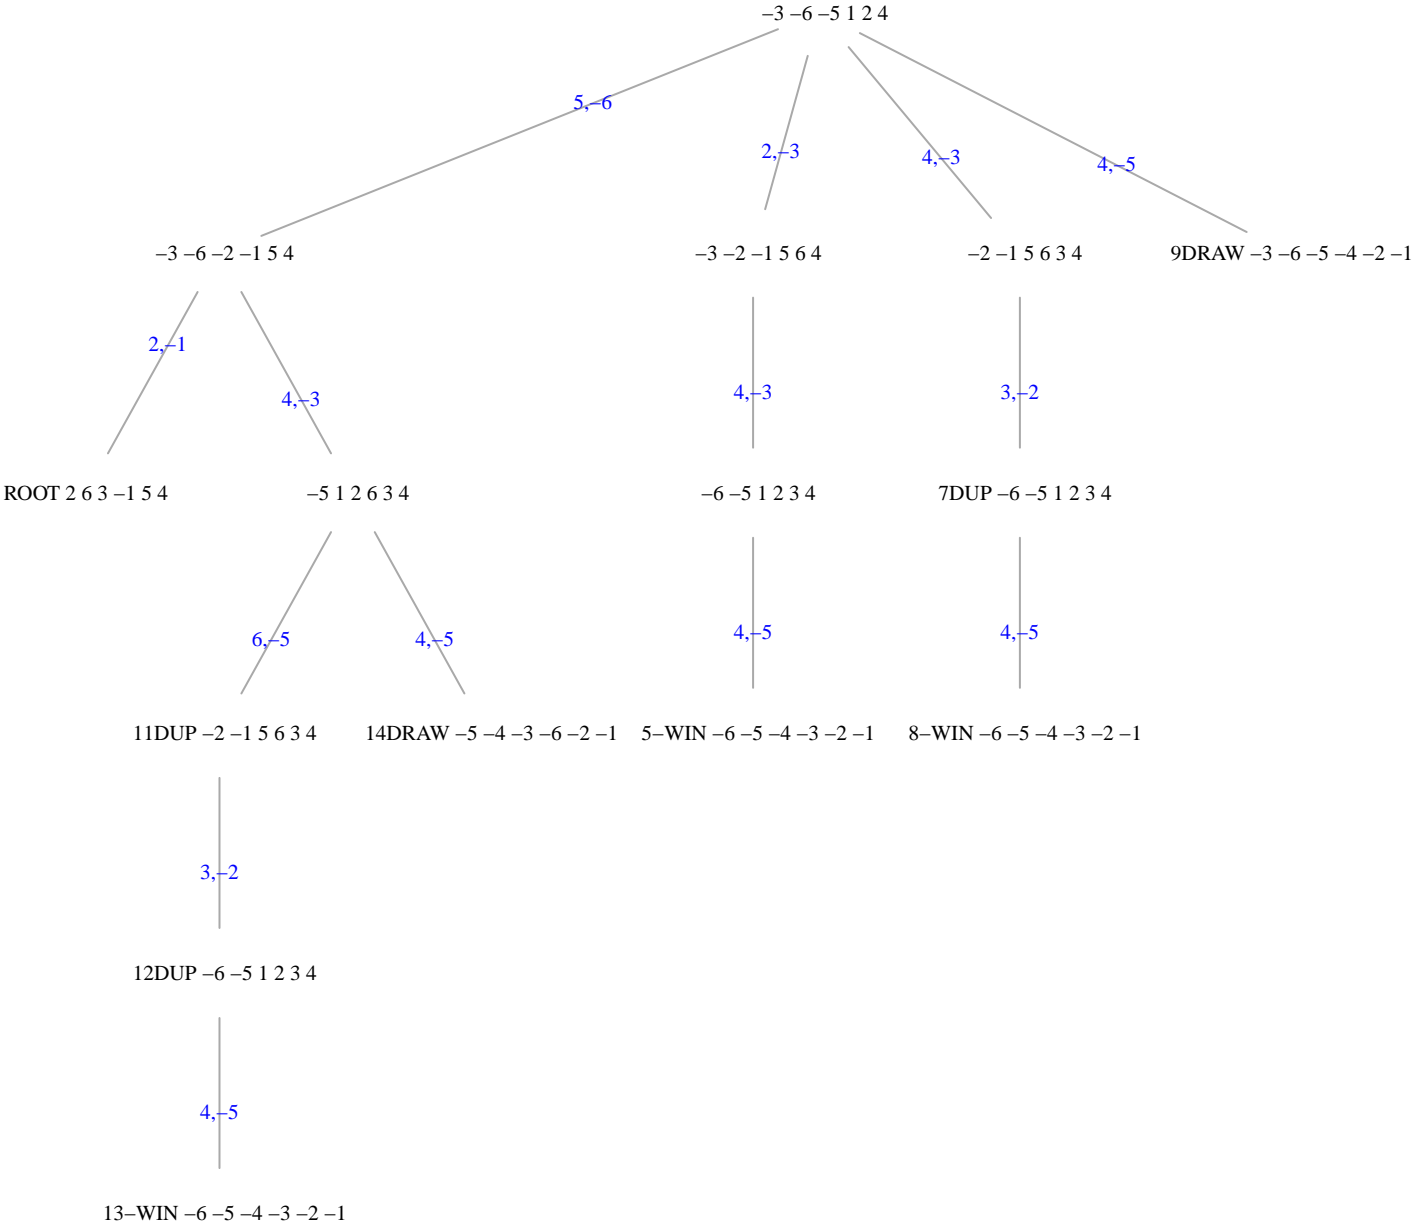 −3 −6 −5 1 2 4
5,−6
2,−3
4,−3
4,−5
−3 −6 −2 −1 5 4
−3 −2 −1 5 6 4
−2 −1 5 6 3 4
9DRAW −3 −6 −5 −4 −2 −1
2,−1
4,−3
4,−3
3,−2
ROOT 2 6 3 −1 5 4
−5 1 2 6 3 4
−6 −5 1 2 3 4
7DUP −6 −5 1 2 3 4
6,−5
4,−5
4,−5
4,−5
11DUP −2 −1 5 6 3 4
14DRAW −5 −4 −3 −6 −2 −1
5−WIN −6 −5 −4 −3 −2 −1
8−WIN −6 −5 −4 −3 −2 −1
3,−2
12DUP −6 −5 1 2 3 4
4,−5
13−WIN −6 −5 −4 −3 −2 −1